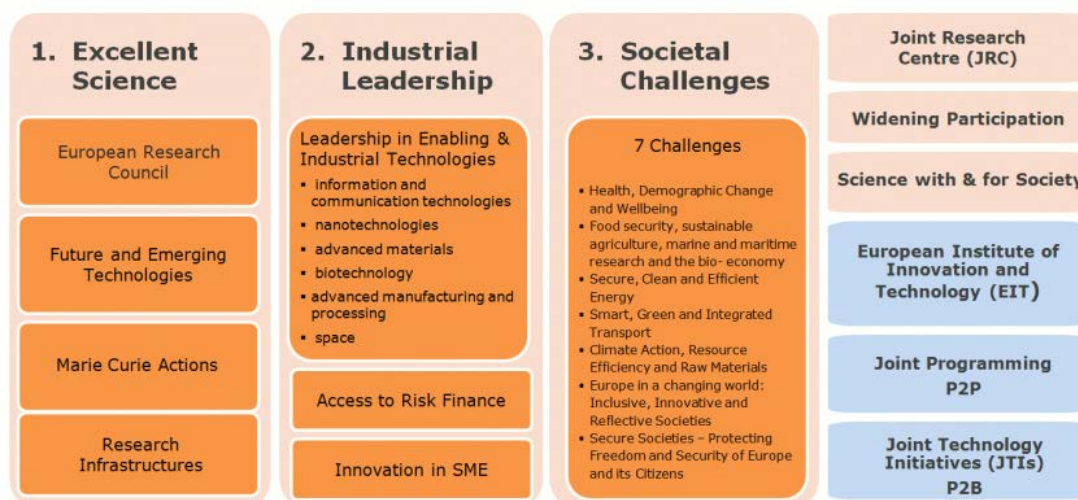 1. Excellent
Science
European Research
Council
Future and Emerging
Technologies
Marie Curie Actions
Research
Infrastructures
2. Industrial
Leadership
Leadership in Enabling &
Industrial Technologies
▪ information and
communication technologies
▪ nanotechnologies
▪ advanced materials
▪ biotechnology
▪ advanced manufacturing and
processing
▪ space
Access to Risk Finance
Innovation in SME
3. Societal
Challenges
7 Challenges
▪ Health, Demographic Change
and Wellbeing
▪ Food security, sustainable
agriculture, marine and maritime
research and the bio- economy
▪ Secure, Clean and Efficient
Energy
▪ Smart, Green and Integrated
Transport
▪ Climate Action, Resource
Efficiency and Raw Materials
▪ Europe in a changing world:
Inclusive, Innovative and
Reflective Societies
▪ Secure Societies – Protecting
Freedom and Security of Europe
and its Citizens
Joint Research
Centre (JRC)
Widening Participation
Science with & for Society
European Institute of
Innovation and
Technology (EIT)
Joint Programming
P2P
Joint Technology
Initiatives (JTIs)
P2B